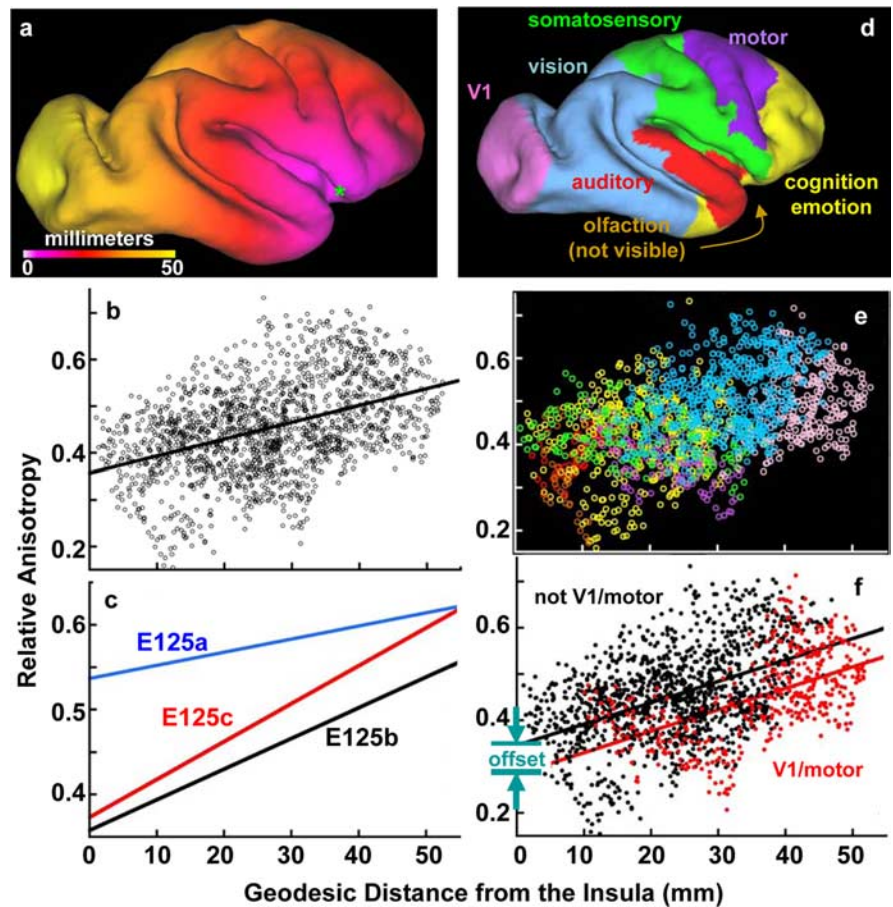 a
*
millimeters
0 50
d
somatosensory
motor
vision
V1
auditory
cognition
emotion
olfaction
(not visible)
Relative Anisotropy
b
0.6
0.4
0.2
e
0.6
0.4
0.2
c
0.6
0.5
0.4
E125a
E125c
E125b
0 10 20 30 40 50
f
not V1/motor
0.6
0.4
offset
V1/motor
0.2
0 10 20 30 40 50
Geodesic Distance from the Insula (mm)